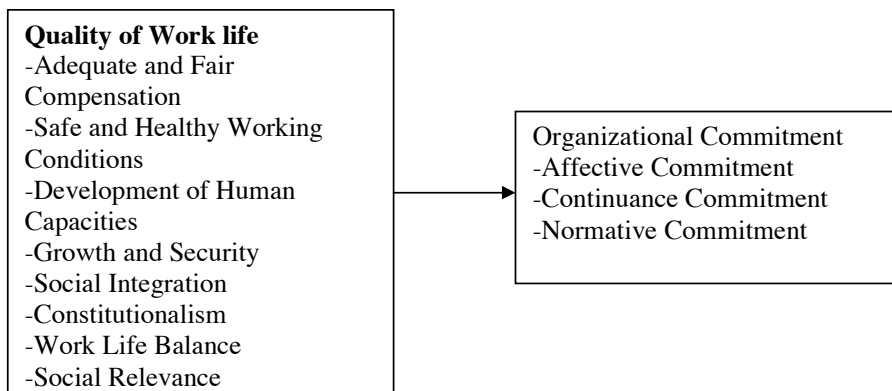 Quality of Work life
-Adequate and Fair
Compensation
-Safe and Healthy Working
Conditions
-Development of Human
Capacities
-Growth and Security
-Social Integration
-Constitutionalism
-Work Life Balance
-Social Relevance
Organizational Commitment
-Affective Commitment
-Continuance Commitment
-Normative Commitment